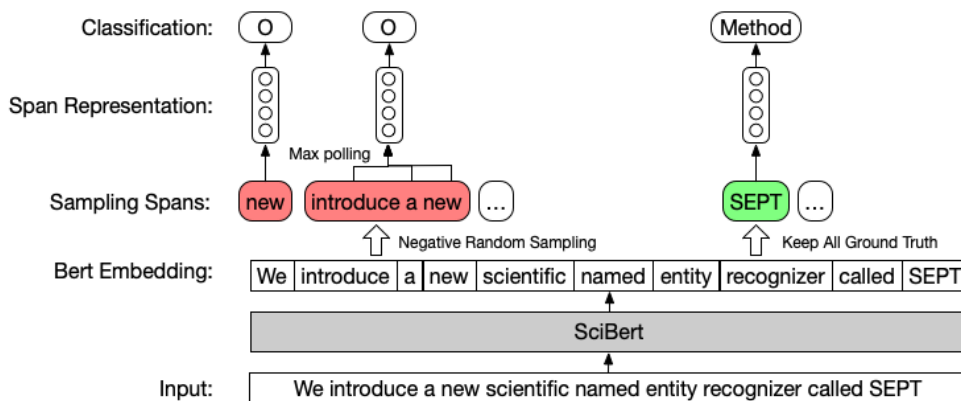 Classification: O O Method
Span Representation:
Max polling
Sampling Spans: new introduce a new ... SEPT ...
Negative Random Sampling Keep All Ground Truth
Bert Embedding: We introduce a new scientific named entity recognizer called SEPT
SciBert
Input: We introduce a new scientific named entity recognizer called SEPT